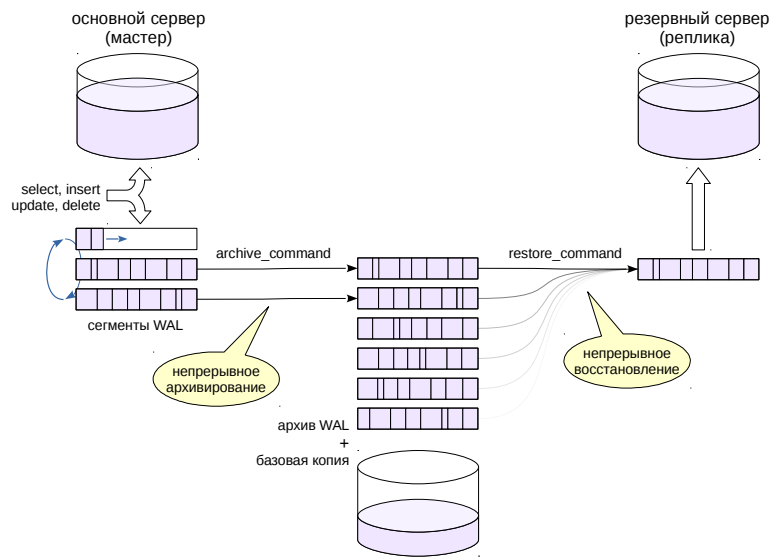 основной сервер
(мастер)
резервный сервер
(реплика)
select, insert
update, delete
archive_command
restore_command
сегменты WAL
непрерывное
архивирование
непрерывное
восстановление
архив WAL
+
базовая копия